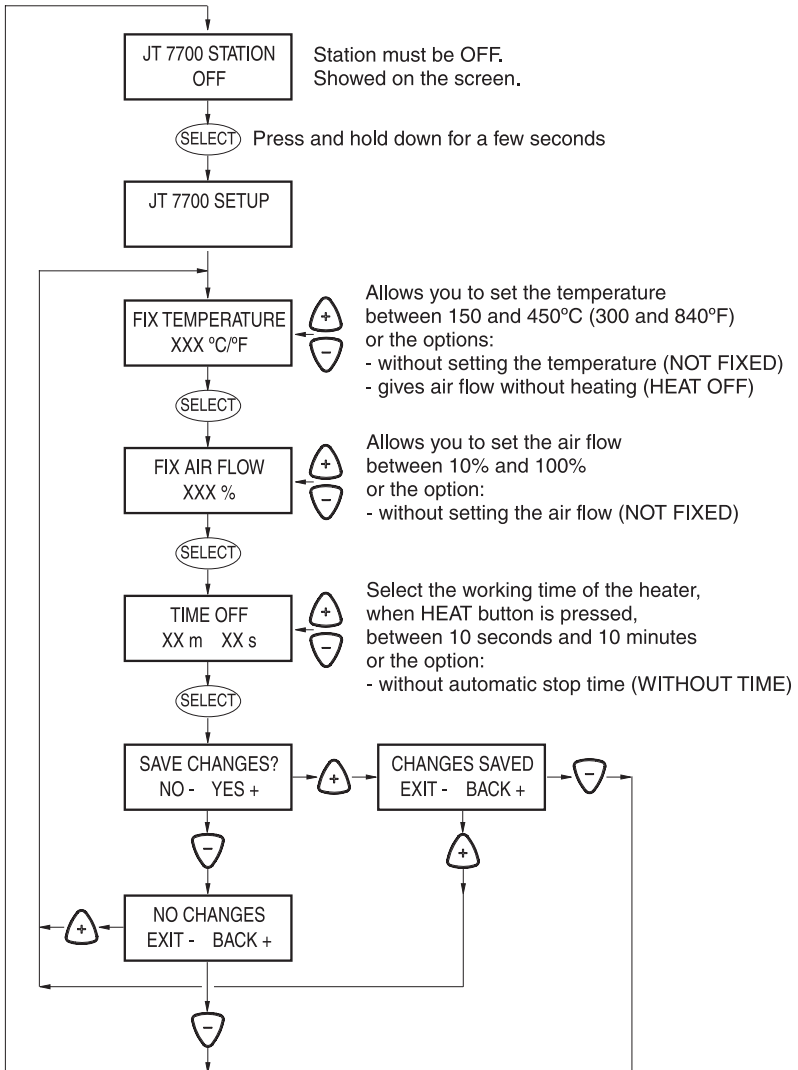 JT 7700 STATION
OFF
Station must be OFF.
Showed on the screen.
SELECT
Press and hold down for a few seconds
JT 7700 SETUP
FIX TEMPERATURE
XXX ºC/ºF
+
-
Allows you to set the temperature
between 150 and 450ºC (300 and 840ºF)
or the options:
- without setting the temperature (NOT FIXED)
- gives air flow without heating (HEAT OFF)
SELECT
FIX AIR FLOW
XXX %
+
-
Allows you to set the air flow
between 10% and 100%
or the option:
- without setting the air flow (NOT FIXED)
SELECT
TIME OFF
XX m XX s
+
-
Select the working time of the heater,
when HEAT button is pressed,
between 10 seconds and 10 minutes
or the option:
- without automatic stop time (WITHOUT TIME)
SELECT
SAVE CHANGES?
NO - YES +
+
CHANGES SAVED
EXIT - BACK +
-
-
+
NO CHANGES
EXIT - BACK +
+
-